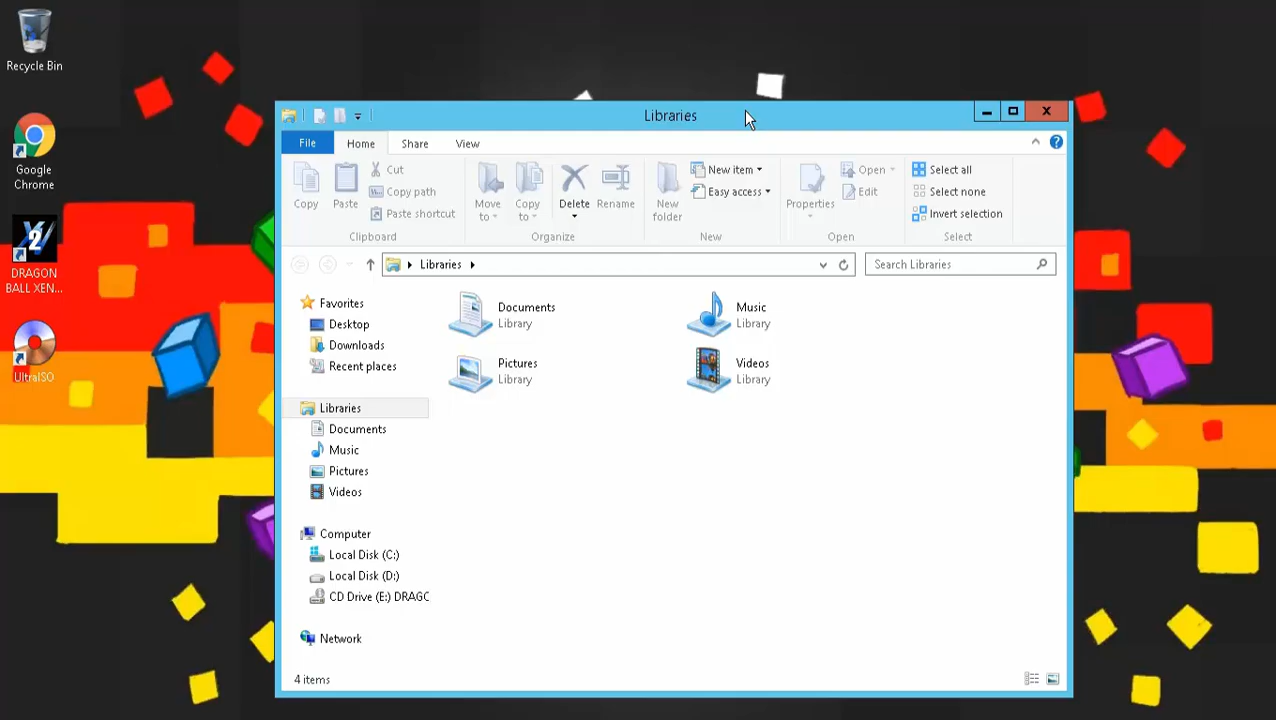 Recycle Bin
Google
Chrome
2
DRAGON
BALL XEN...
UltraISO
Libraries
File
Home
Share
View
Copy
Paste
Cut
Copy path
Paste shortcut
Clipboard
Move
to
Copy
to
Delete
Rename
Organize
New
folder
New item
Easy access
New
Properties
Open
Edit
Open
Select all
Select none
Invert selection
Select
Libraries
Search Libraries
Favorites
Desktop
Downloads
Recent places
Libraries
Documents
Music
Pictures
Videos
Computer
Local Disk (C:)
Local Disk (D:)
CD Drive (E:) DRAGC
Network
Documents
Library
Music
Library
Pictures
Library
Videos
Library
4 items